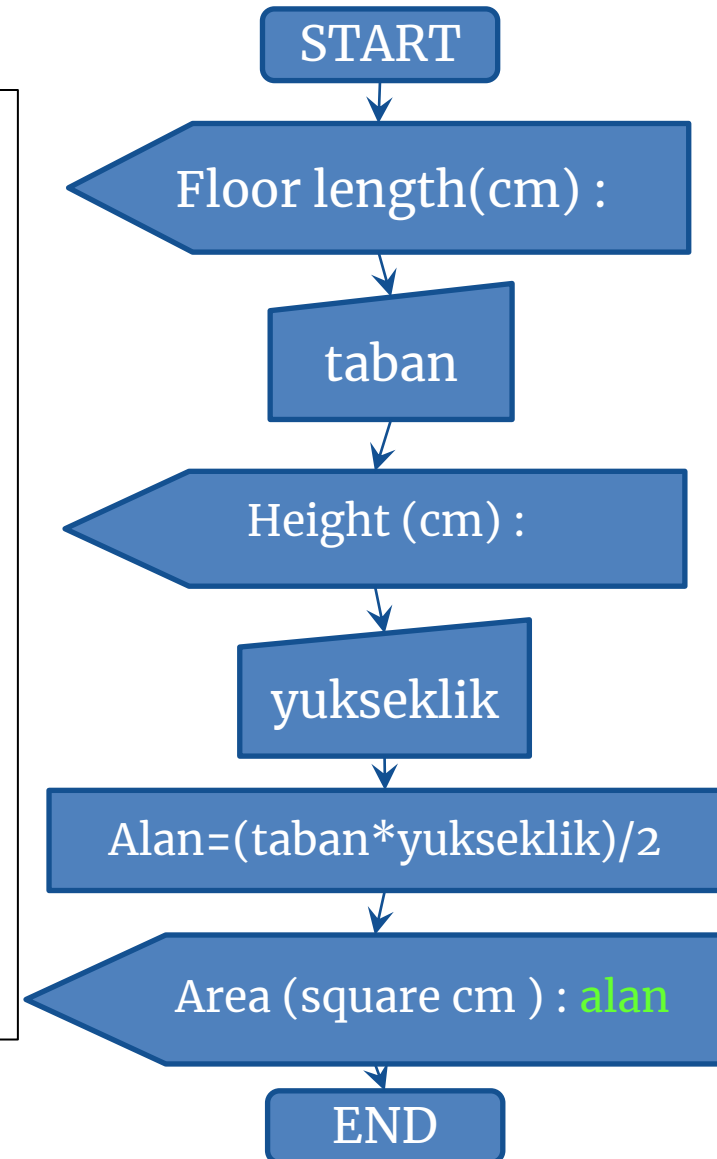 START
Floor length(cm) :
taban
Height (cm) :
yukseklik
Alan=(taban*yukseklik)/2
Area (square cm ) : alan
END